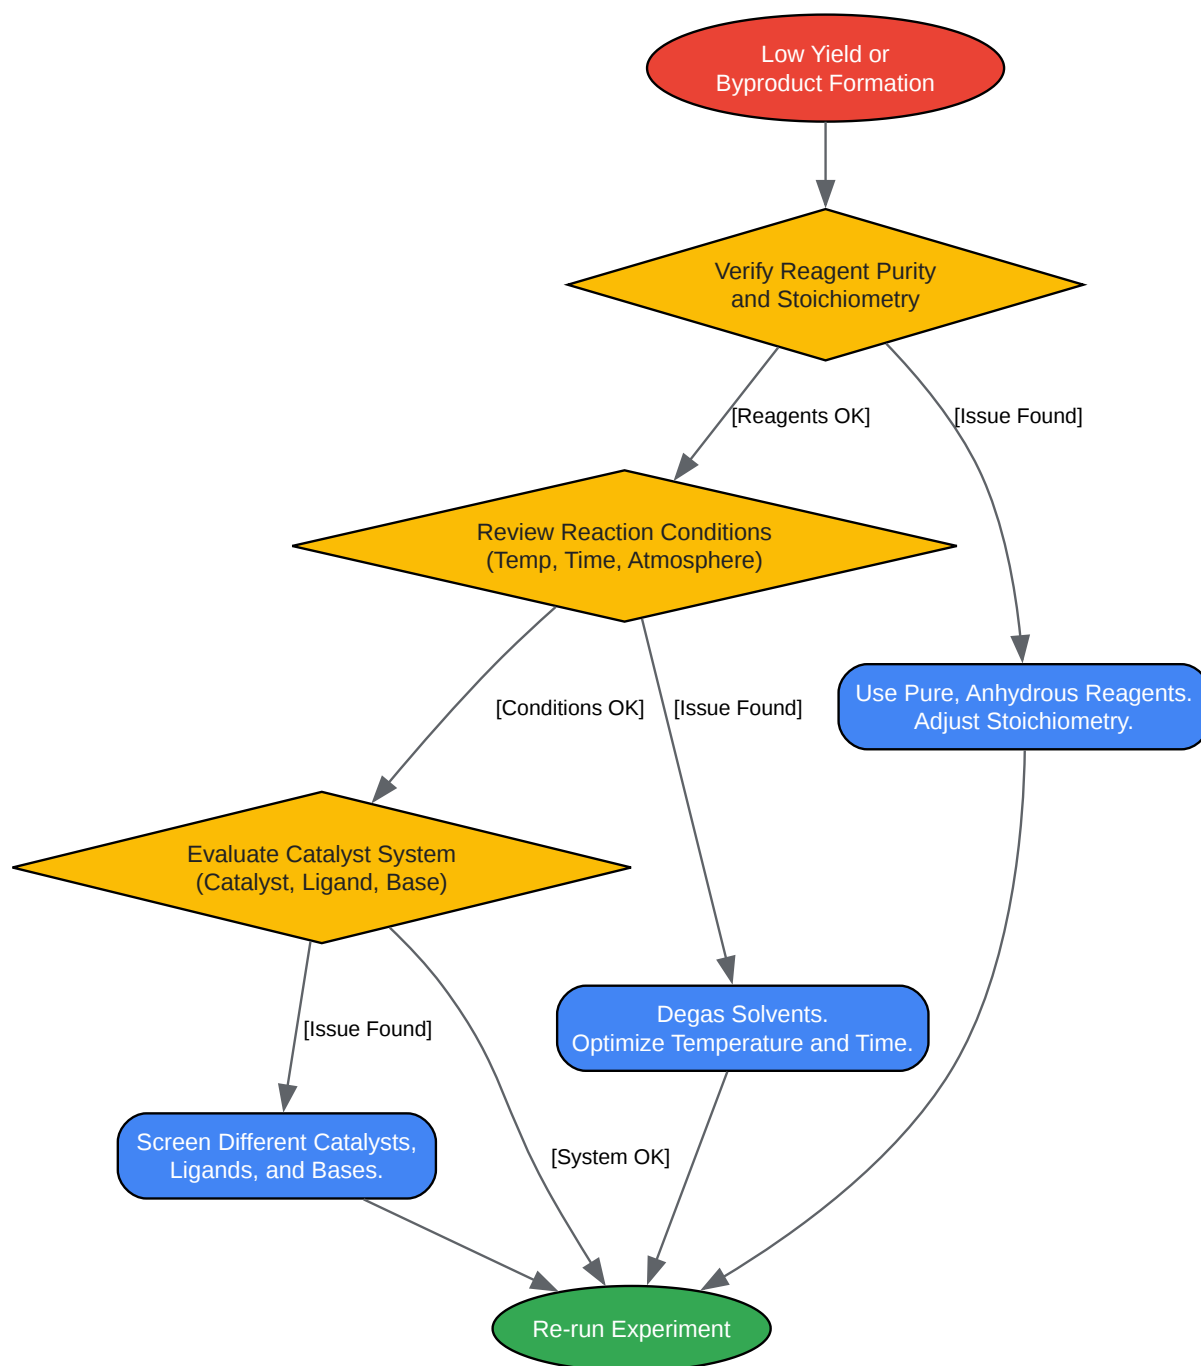 Low Yield or
Byproduct Formation
Verify Reagent Purity
and Stoichiometry
[Reagents OK]
[Issue Found]
Review Reaction Conditions
(Temp, Time, Atmosphere)
Use Pure, Anhydrous Reagents.
Adjust Stoichiometry.
[Conditions OK]
[Issue Found]
Evaluate Catalyst System
(Catalyst, Ligand, Base)
Degas Solvents.
Optimize Temperature and Time.
[Issue Found]
Screen Different Catalysts,
Ligands, and Bases.
[System OK]
Re-run Experiment